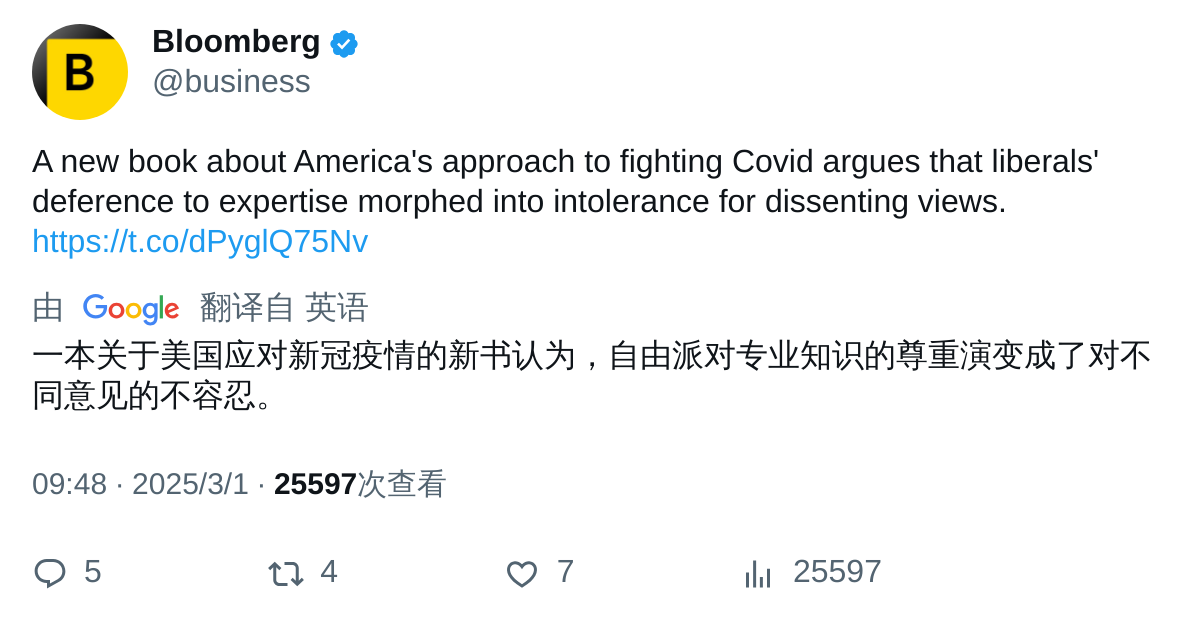 B
Bloomberg
@business
A new book about America's approach to fighting Covid argues that liberals'
deference to expertise morphed into intolerance for dissenting views.
https://t.co/dPyglQ75Nv
由 Google 翻译自 英语
一本关于美国应对新冠疫情的新书认为，自由派对专业知识的尊重演变成了对不
同意见的不容忍。
09:48 · 2025/3/1 · 25597次查看
5 4 7 25597